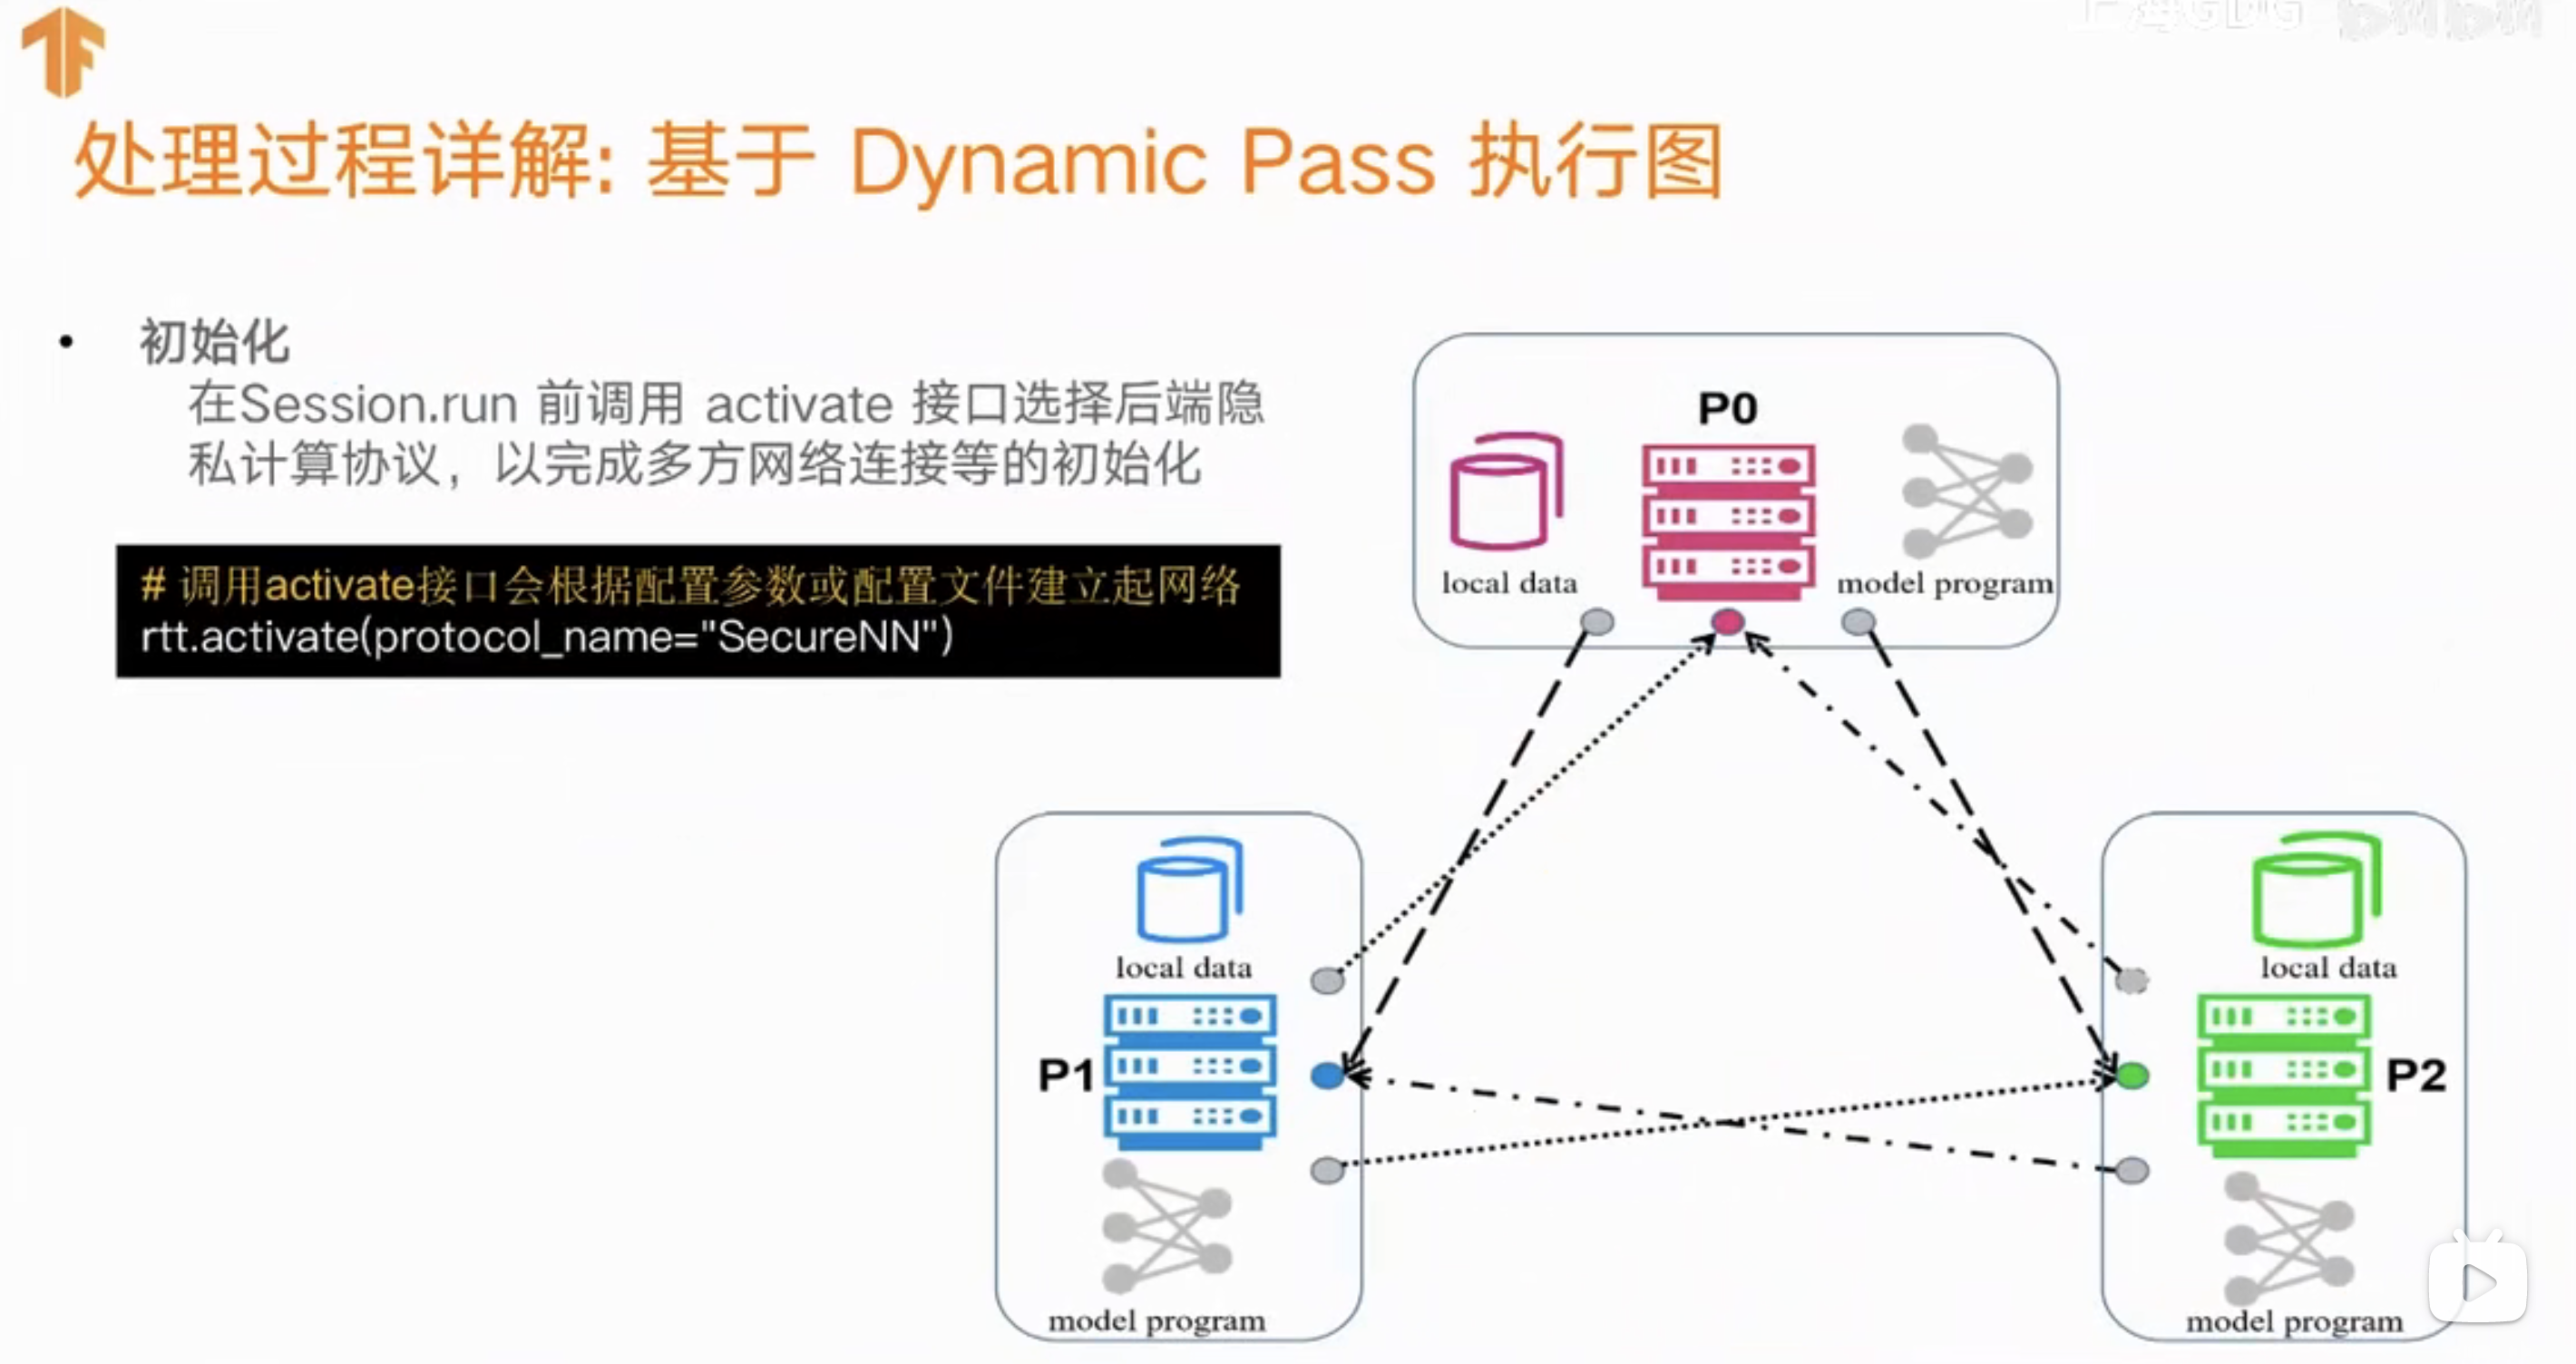 处理过程详解: 基于 Dynamic Pass 执行图
• 初始化
在Session.run 前调用 activate 接口选择后端隐
私计算协议，以完成多方网络连接等的初始化
# 调用activate接口会根据配置参数或配置文件建立起网络
rtt.activate(protocol_name="SecureNN")
P0
local data
model program
local data
P1
model program
local data
P2
model program